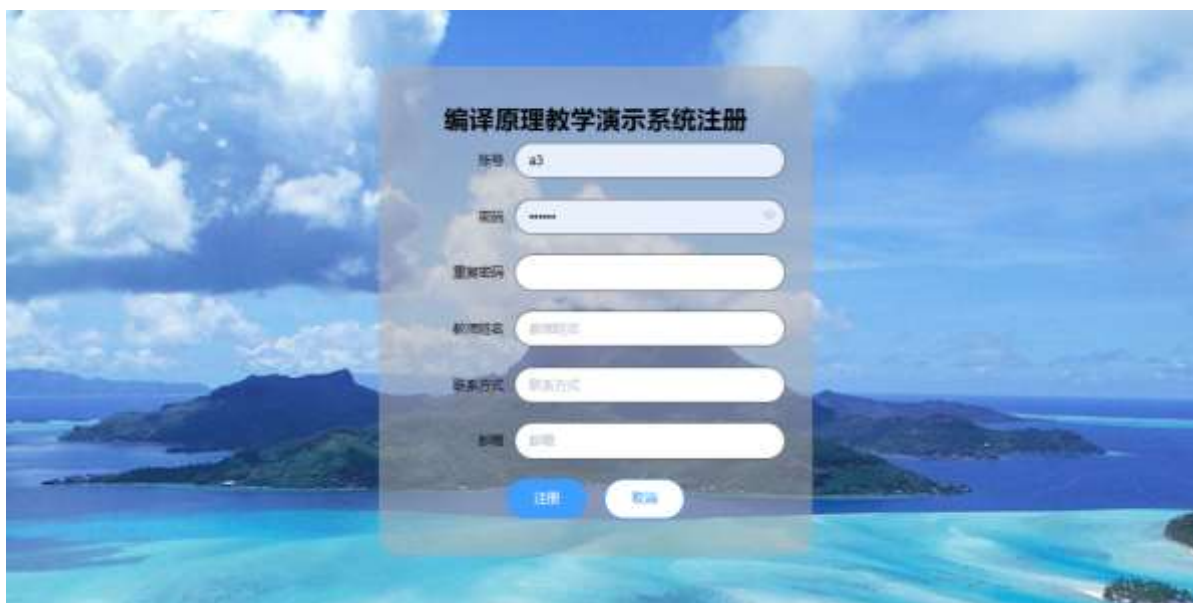 编译原理教学演示系统注册
账号 a3
密码 ••••••
重复密码
教师姓名 教师姓名
联系方式 联系方式
邮箱 邮箱
注册 取消